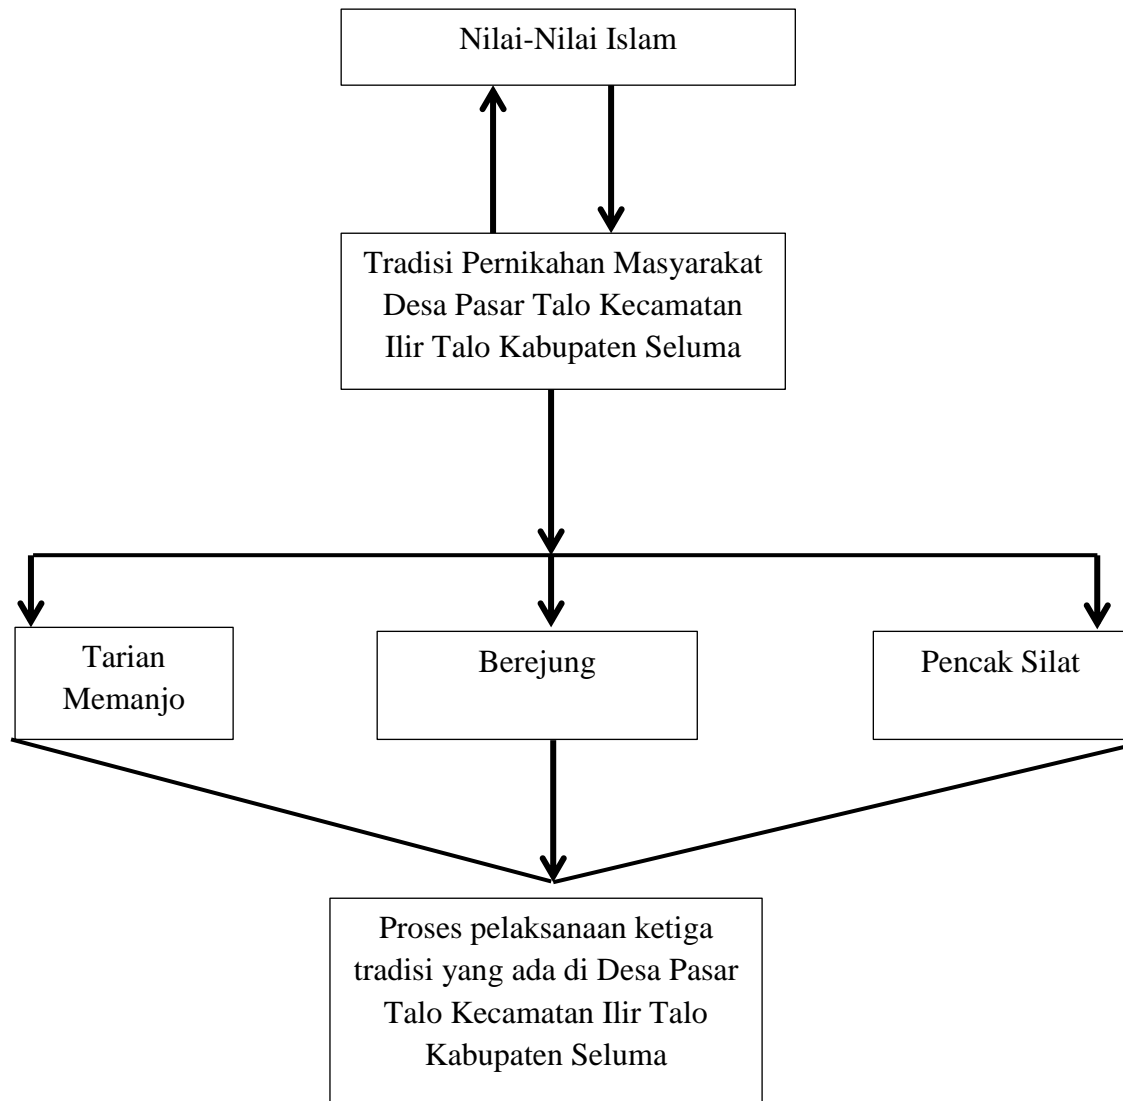 Nilai-Nilai Islam
Tradisi Pernikahan Masyarakat
Desa Pasar Talo Kecamatan
Ilir Talo Kabupaten Seluma
Tarian
Memanjo
Berejung
Pencak Silat
Proses pelaksanaan ketiga
tradisi yang ada di Desa Pasar
Talo Kecamatan Ilir Talo
Kabupaten Seluma